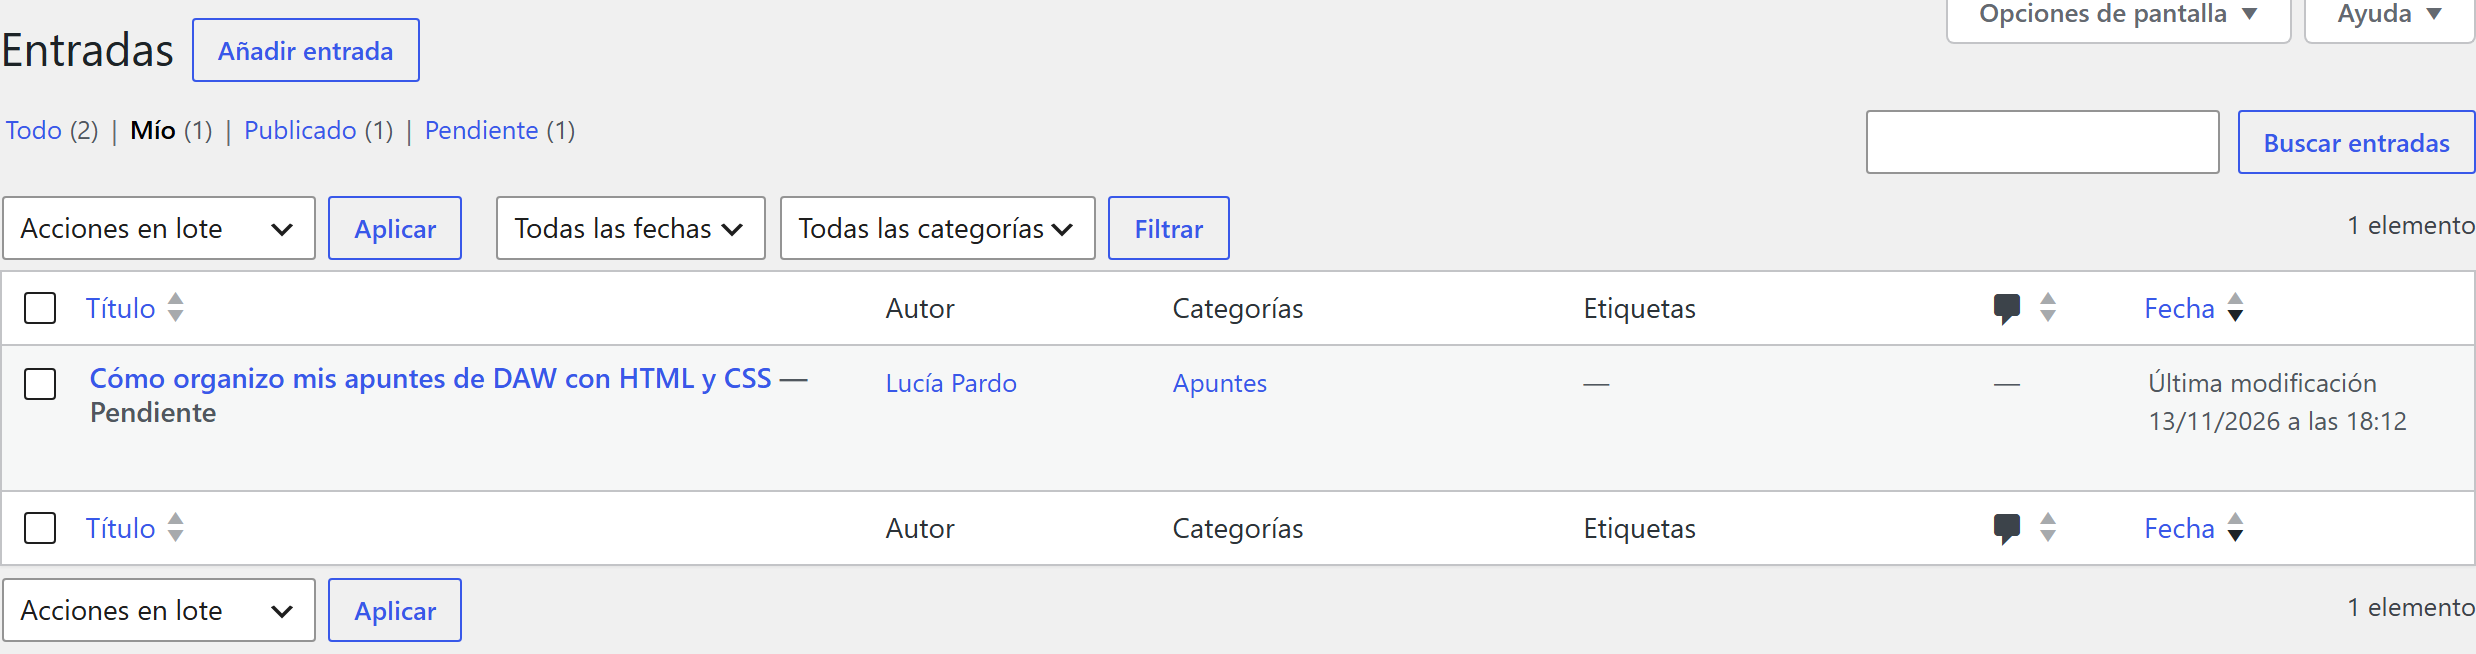 Opciones de pantalla ▼ Ayuda ▼
Entradas Añadir entrada
Todo (2) | Mío (1) | Publicado (1) | Pendiente (1)
Buscar entradas
Acciones en lote Aplicar Todas las fechas Todas las categorías Filtrar 1 elemento
Título Autor Categorías Etiquetas Fecha
Cómo organizo mis apuntes de DAW con HTML y CSS — Lucía Pardo Apuntes — — Última modificación
Pendiente 13/11/2026 a las 18:12
Título Autor Categorías Etiquetas Fecha
Acciones en lote Aplicar 1 elemento